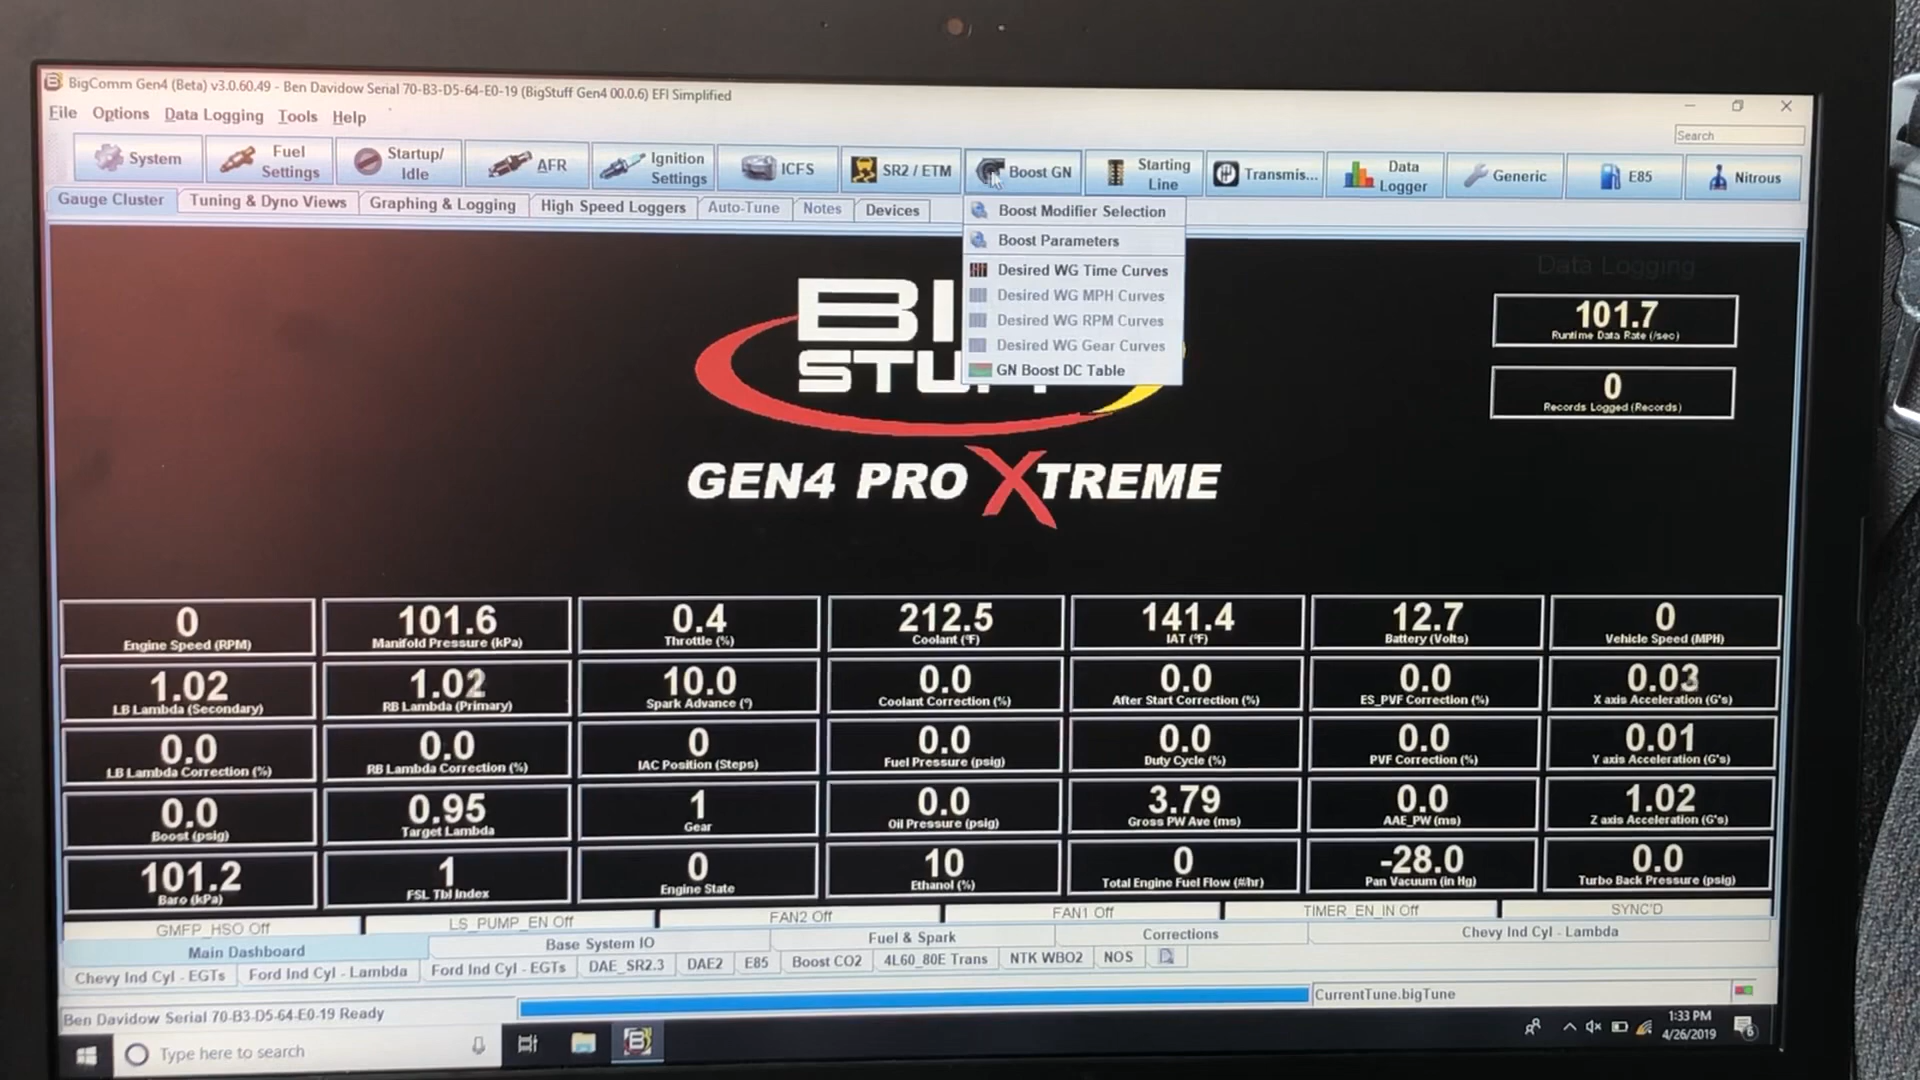 BigComm Gen4 (Beta) v3.0.60.49 - Ben Davidow Serial 70-B3-D5-64-E0-19 (BigStuff Gen4 00.0.6) EFI Simplified
File Options Data Logging Tools Help
Search
System
Fuel Settings
Startup/ Idle
AFR
Ignition Settings
ICFS
SR2 / ETM
Boost GN
Starting Line
Transmis...
Data Logger
Generic
E85
Nitrous
Gauge Cluster
Tuning & Dyno Views
Graphing & Logging
High Speed Loggers
Auto-Tune
Notes
Devices
Boost Modifier Selection
Boost Parameters
Desired WG Time Curves
Desired WG MPH Curves
Desired WG RPM Curves
Desired WG Gear Curves
GN Boost DC Table
Data Logging
101.7
Runtime Data Rate (/sec)
0
Records Logged (Records)
BI
STUFF
GEN4 PRO XTREME
0
Engine Speed (RPM)
101.6
Manifold Pressure (kPa)
0.4
Throttle (%)
212.5
Coolant (°F)
141.4
IAT (°F)
12.7
Battery (Volts)
0
Vehicle Speed (MPH)
1.02
LB Lambda (Secondary)
1.02
RB Lambda (Primary)
10.0
Spark Advance (°)
0.0
Coolant Correction (%)
0.0
After Start Correction (%)
0.0
ES_PVF Correction (%)
0.03
X axis Acceleration (G's)
0.0
LB Lambda Correction (%)
0.0
RB Lambda Correction (%)
0
IAC Position (Steps)
0.0
Fuel Pressure (psig)
0.0
Duty Cycle (%)
0.0
PVF Correction (%)
0.01
Y axis Acceleration (G's)
0.0
Boost (psig)
0.95
Target Lambda
1
Gear
0.0
Oil Pressure (psig)
3.79
Gross PW Ave (ms)
0.0
AAE_PW (ms)
1.02
Z axis Acceleration (G's)
101.2
Baro (kPa)
1
FSL Tbl Index
0
Engine State
10
Ethanol (%)
0
Total Engine Fuel Flow (#/hr)
-28.0
Pan Vacuum (in Hg)
0.0
Turbo Back Pressure (psig)
GMFP_HSO Off
LS_PUMP_EN Off
FAN2 Off
FAN1 Off
TIMER_EN_IN Off
SYNC'D
Main Dashboard
Base System IO
Fuel & Spark
Corrections
Chevy Ind Cyl - Lambda
Chevy Ind Cyl - EGTs
Ford Ind Cyl - Lambda
Ford Ind Cyl - EGTs
DAE_SR2.3
DAE2
E85
Boost CO2
4L60_80E Trans
NTK WBO2
NOS
Ben Davidow Serial 70-B3-D5-64-E0-19 Ready
CurrentTune.bigTune
Type here to search
1:33 PM
4/26/2019
6